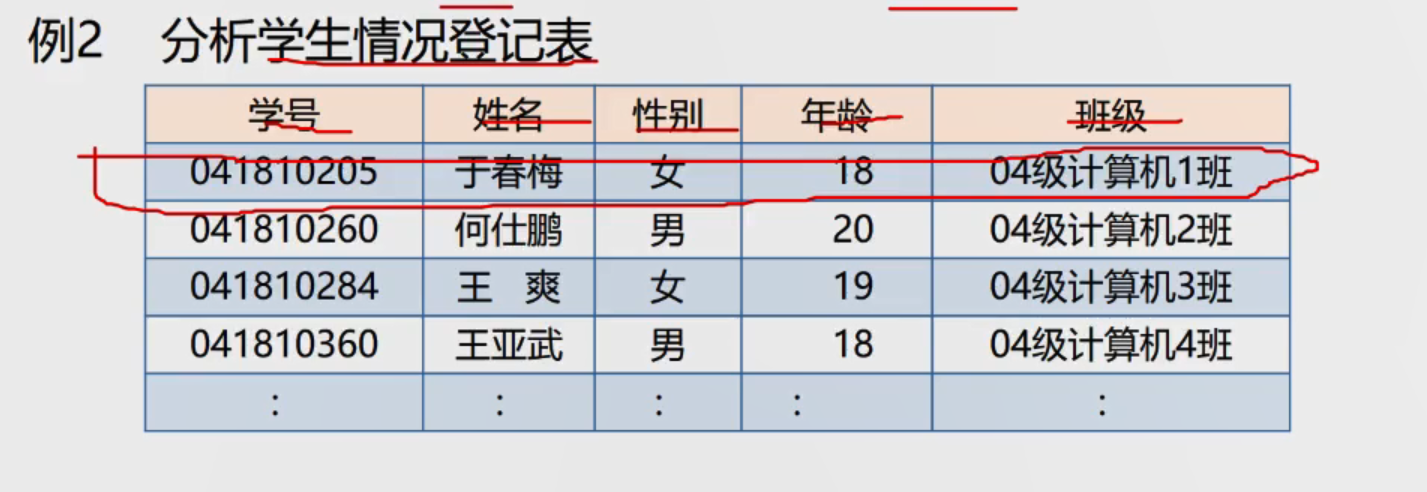 例2 分析学生情况登记表
学号 姓名 性别 年龄 班级
041810205 于春梅 女 18 04级计算机1班
041810260 何仕鹏 男 20 04级计算机2班
041810284 王 爽 女 19 04级计算机3班
041810360 王亚武 男 18 04级计算机4班
: : : : :